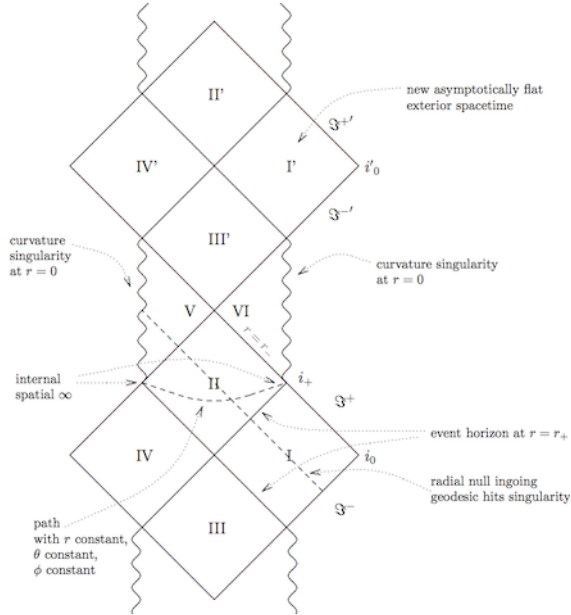 II'
new asymptotically flat
exterior spacetime
ℑ+′
IV'
I'
i′0
ℑ−′
III'
curvature
singularity
at r = 0
curvature singularity
at r = 0
V
VI
r = r−
internal
spatial ∞
II
i+
ℑ+
event horizon at r = r+
IV
I
i0
radial null ingoing
geodesic hits singularity
ℑ−
path
with r constant,
θ constant,
ϕ constant
III